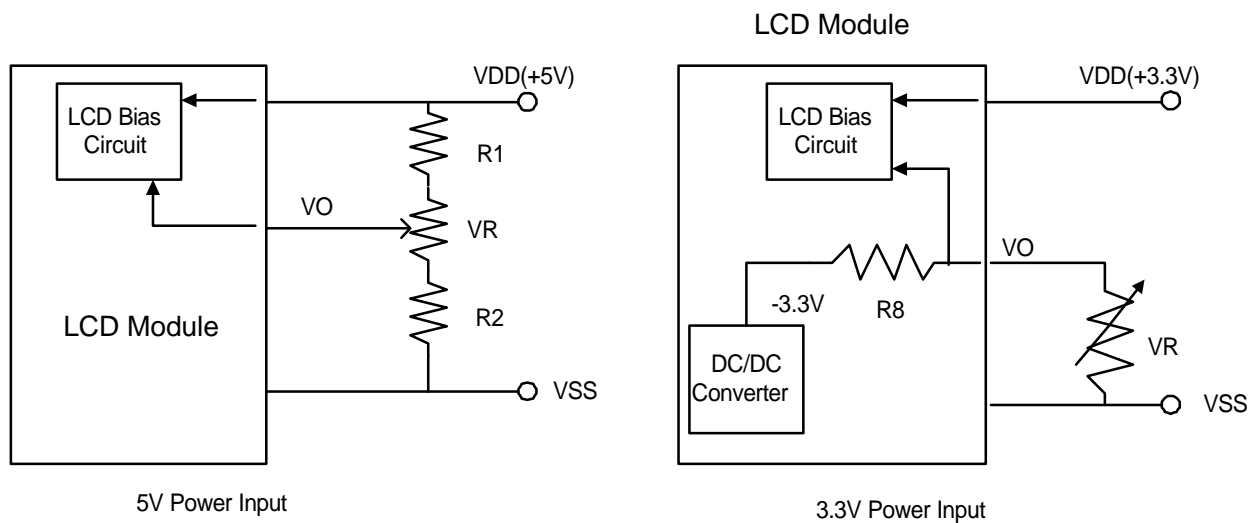 VDD(+5V)
LCD Bias
Circuit
R1
VO
VR
R2
LCD Module
VSS
5V Power Input
LCD Module
VDD(+3.3V)
LCD Bias
Circuit
VO
-3.3V
R8
VR
DC/DC
Converter
VSS
3.3V Power Input